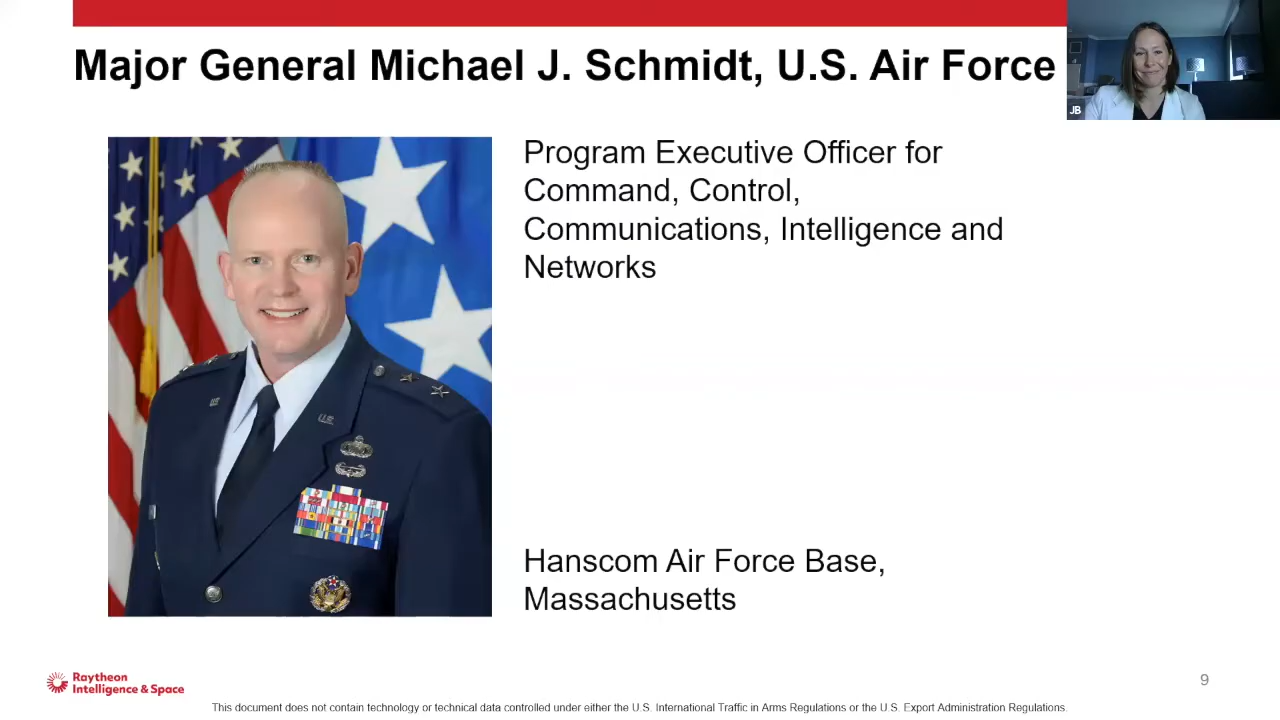 Major General Michael J. Schmidt, U.S. Air Force
JB
Program Executive Officer for
Command, Control,
Communications, Intelligence and
Networks
U.S.
Hanscom Air Force Base,
Massachusetts
Raytheon
Intelligence & Space
9
This document does not contain technology or technical data controlled under either the U.S. International Traffic in Arms Regulations or the U.S. Export Administration Regulations.